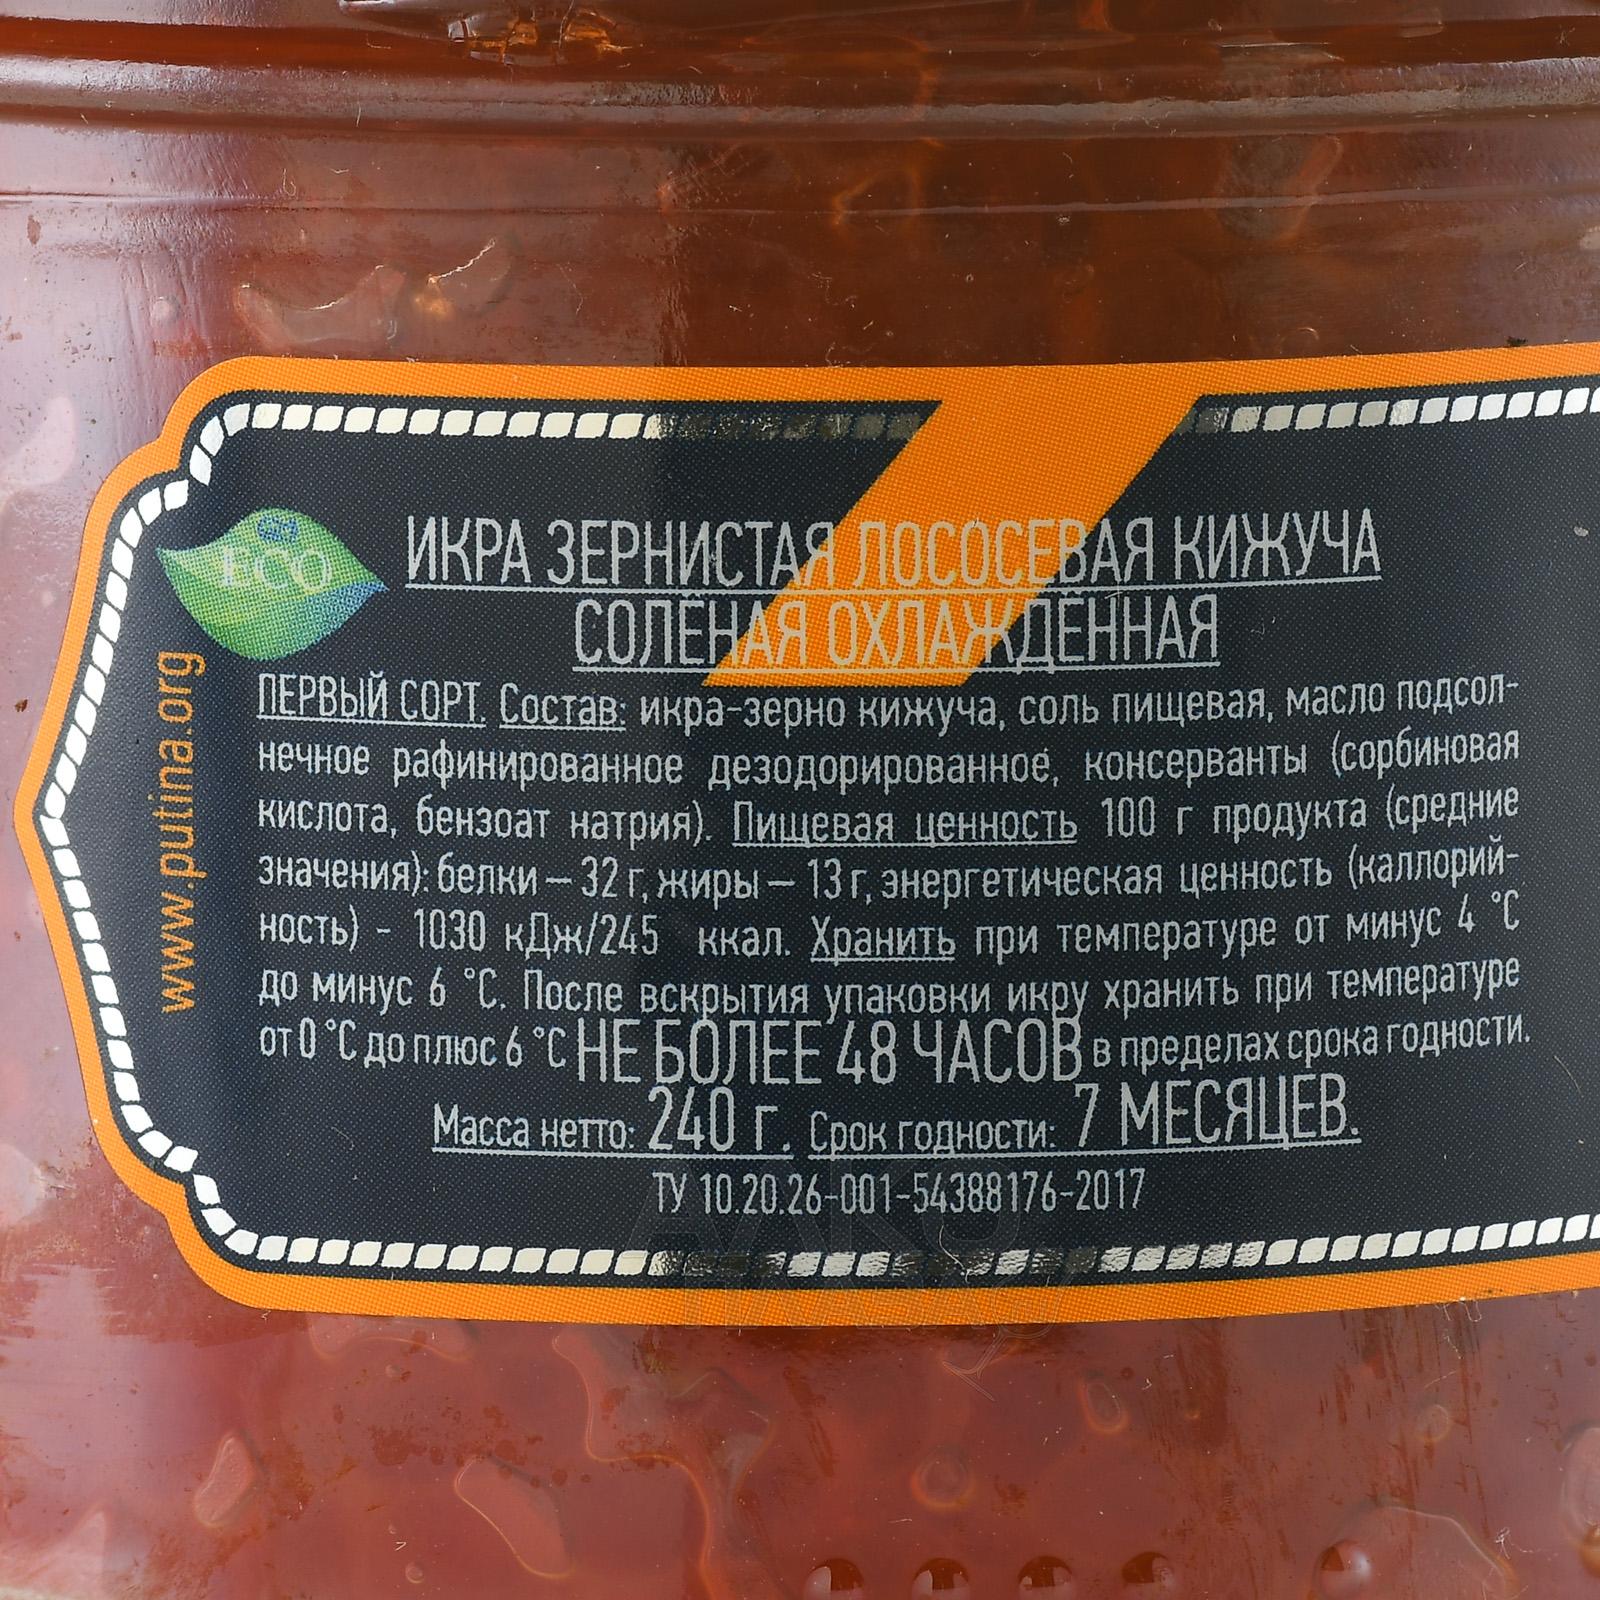 ECO
www.putina.org
ИКРА ЗЕРНИСТАЯ ЛОСОСЕВАЯ КИЖУЧА
СОЛЁНАЯ ОХЛАЖДЁННАЯ
ПЕРВЫЙ СОРТ. Состав: икра-зерно кижуча, соль пищевая, масло подсол-
нечное рафинированное дезодорированное, консерванты (сорбиновая
кислота, бензоат натрия). Пищевая ценность 100 г продукта (средние
значения): белки – 32 г, жиры – 13 г, энергетическая ценность (каллорий-
ность) - 1030 кДж/245 ккал. Хранить при температуре от минус 4 °С
до минус 6 °С. После вскрытия упаковки икру хранить при температуре
от 0 °С до плюс 6 °С НЕ БОЛЕЕ 48 ЧАСОВ в пределах срока годности.
Масса нетто: 240 г. Срок годности: 7 МЕСЯЦЕВ.
ТУ 10.20.26-001-54388176-2017